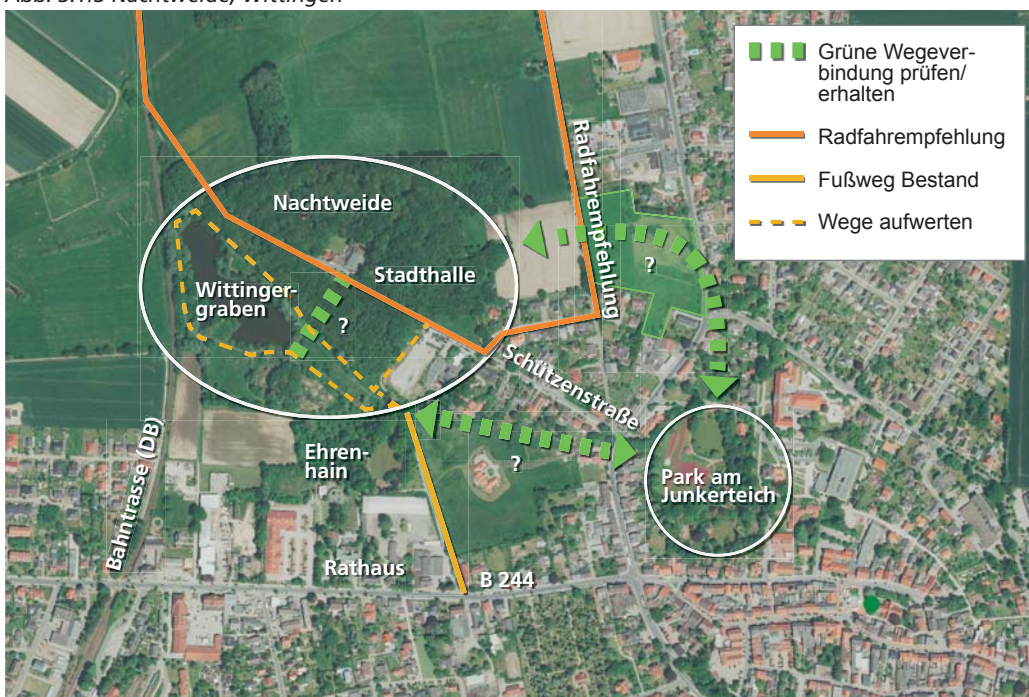 Abb. 3.1.5 Nachtweide, Wittingen
Grüne Wegever-
bindung prüfen/
erhalten
Radfahrempfehlung
Fußweg Bestand
Wege aufwerten
Radfahrempfehlung
Nachtweide
Stadthalle
?
Wittinger-
graben
?
Schützenstraße
Ehren-
hain
?
Park am
Junkerteich
Bahntrasse (DB)
Rathaus
B 244